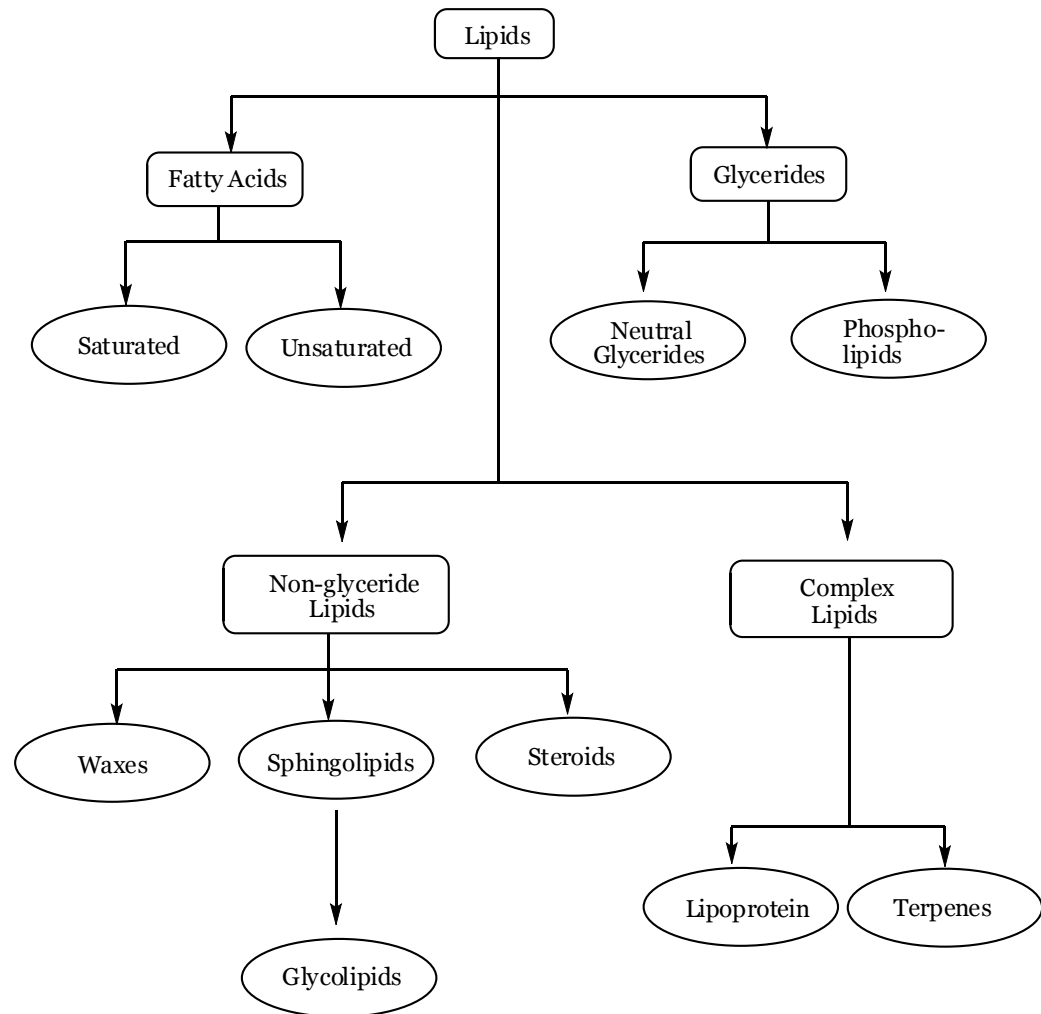 Lipids
Fatty Acids
Glycerides
Saturated
Unsaturated
Neutral
Glycerides
Phospho-
lipids
Non-glyceride
Lipids
Complex
Lipids
Waxes
Sphingolipids
Steroids
Lipoprotein
Terpenes
Glycolipids